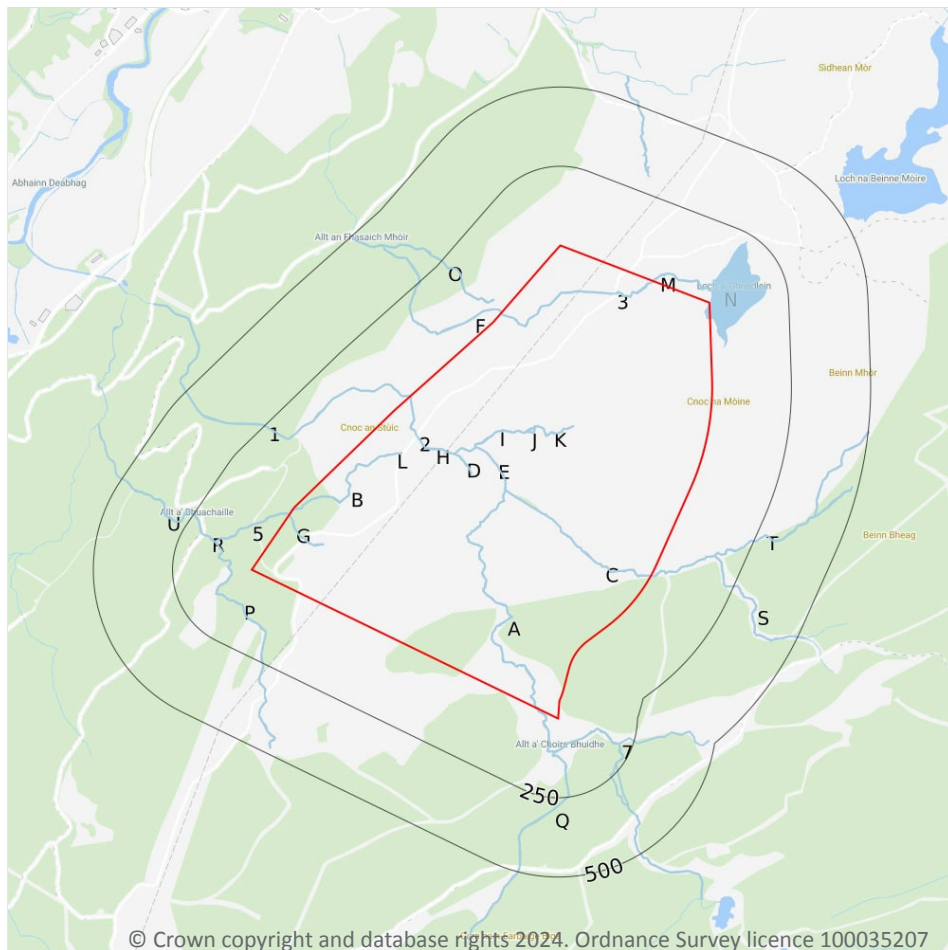 Sìdhean Mòr
Abhainn Deabhag
Loch na Beinne Mòire
Allt an Fhasaich Mhòir
O
M
N
3
F
Beinn Mhòr
Cnoc na Mòine
Cnoc an Stùic
1
2
I
J
K
L
H
D
E
B
Allt a' Bhuachaille
U
5
G
R
Beinn Bheag
T
C
P
S
A
Allt a' Choire Bhuidhe
7
250
Q
500
© Crown copyright and database rights 2024. Ordnance Survey licence 100035207